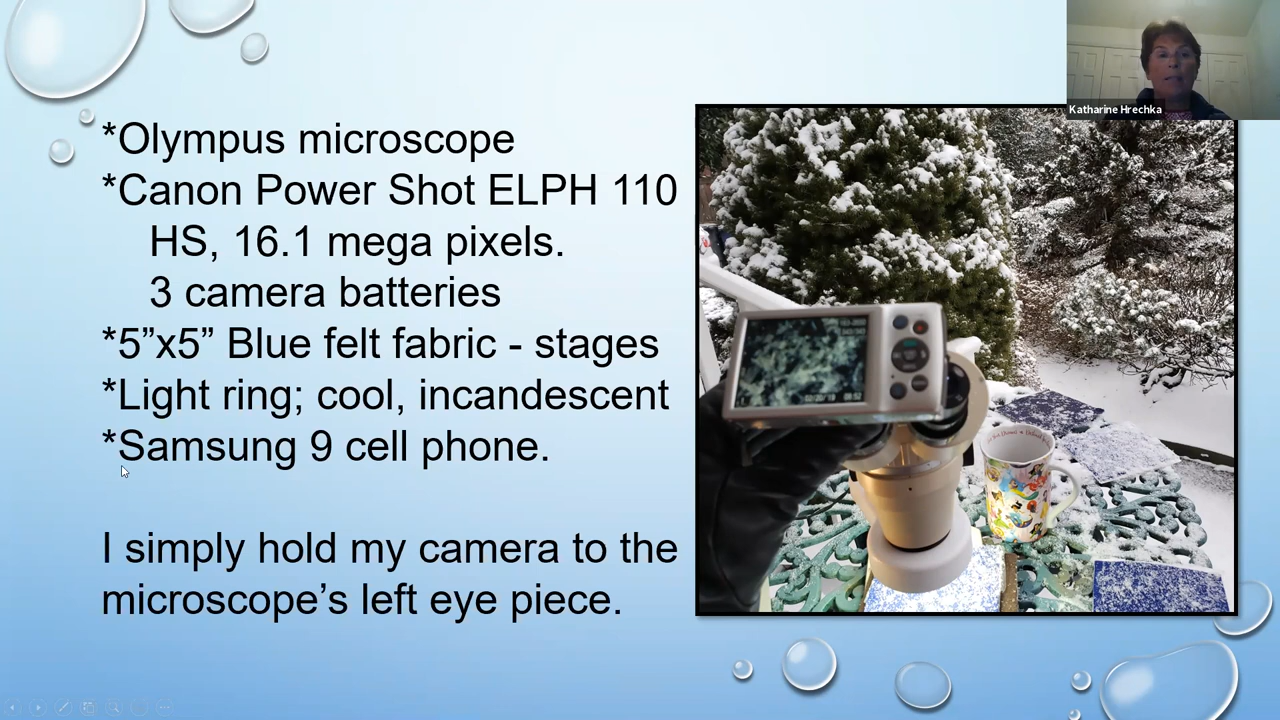 Katharine Hrechka
*Olympus microscope
*Canon Power Shot ELPH 110
HS, 16.1 mega pixels.
3 camera batteries
*5”x5” Blue felt fabric - stages
*Light ring; cool, incandescent
*Samsung 9 cell phone.
I simply hold my camera to the
microscope’s left eye piece.